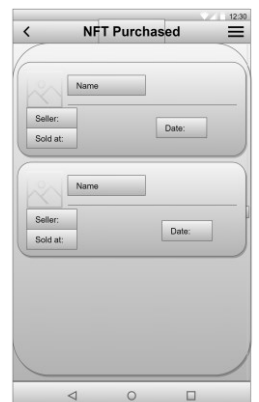 12:30
NFT Purchased
Name
Seller:
Date:
Sold at:
Name
Seller:
Date:
Sold at: